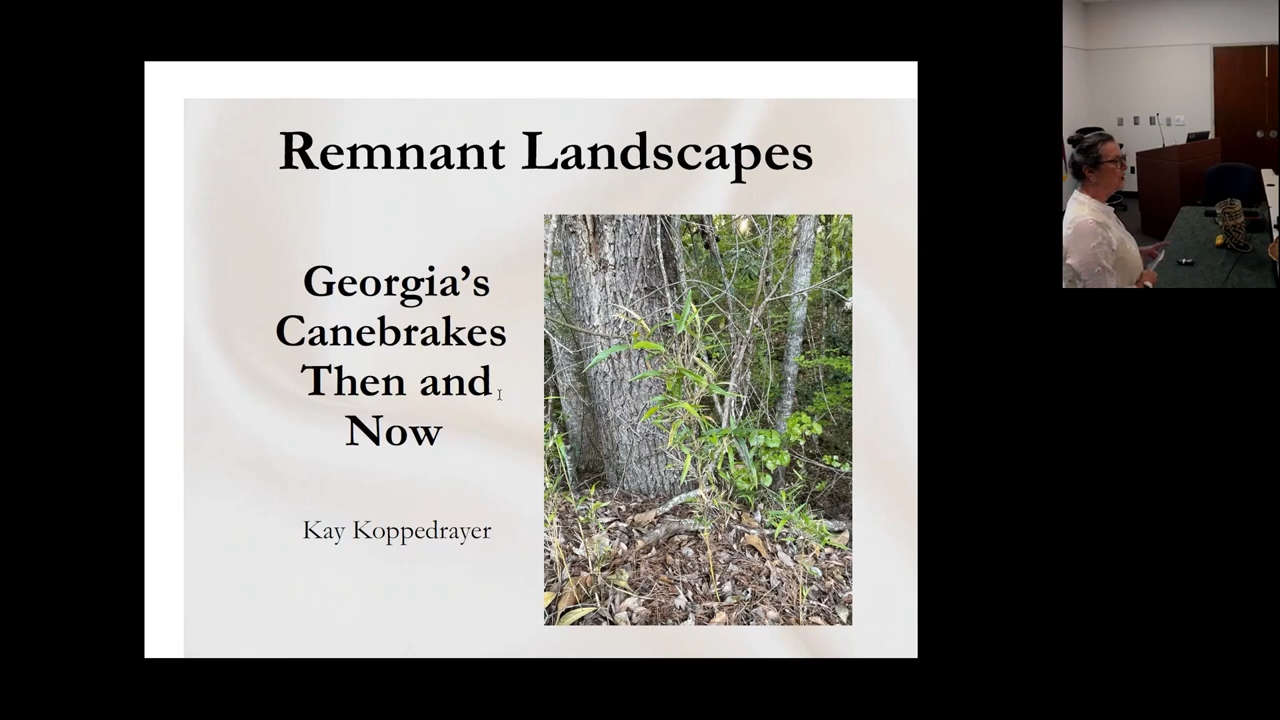 Remnant Landscapes
Georgia’s
Canebrakes
Then and
Now
Kay Koppedrayer